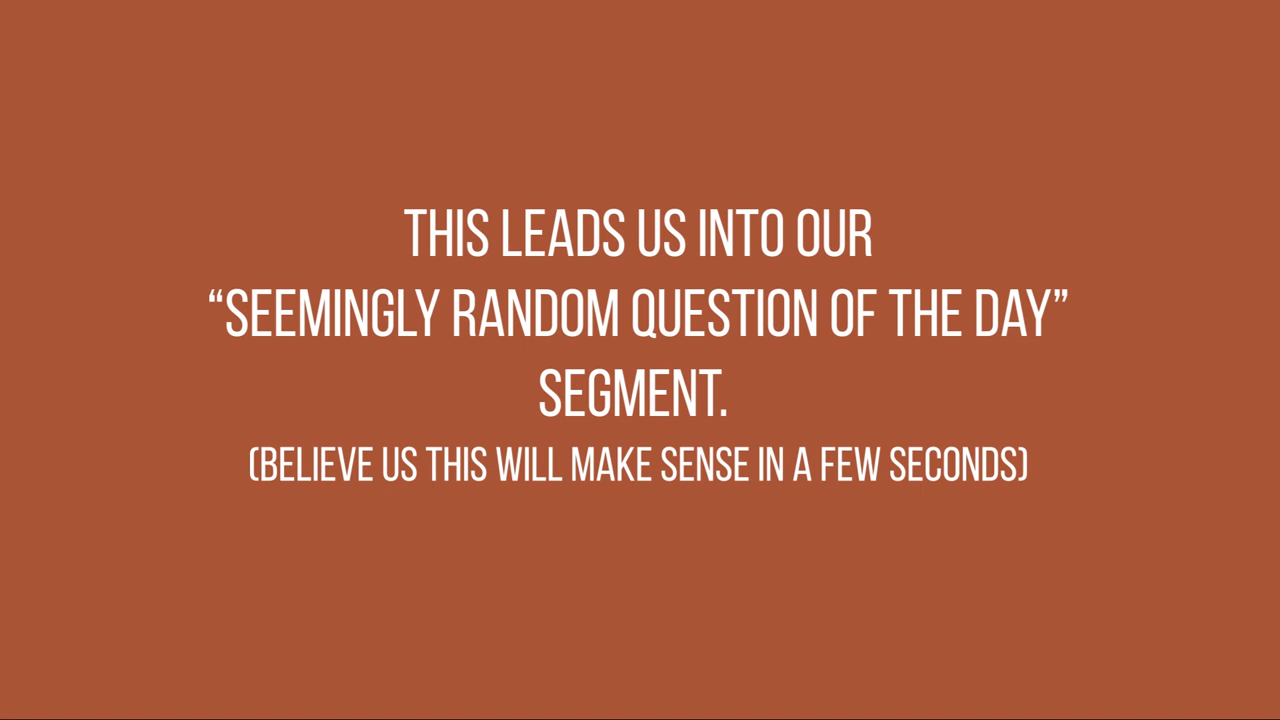 THIS LEADS US INTO OUR
“SEEMINGLY RANDOM QUESTION OF THE DAY”
SEGMENT.
(BELIEVE US THIS WILL MAKE SENSE IN A FEW SECONDS)